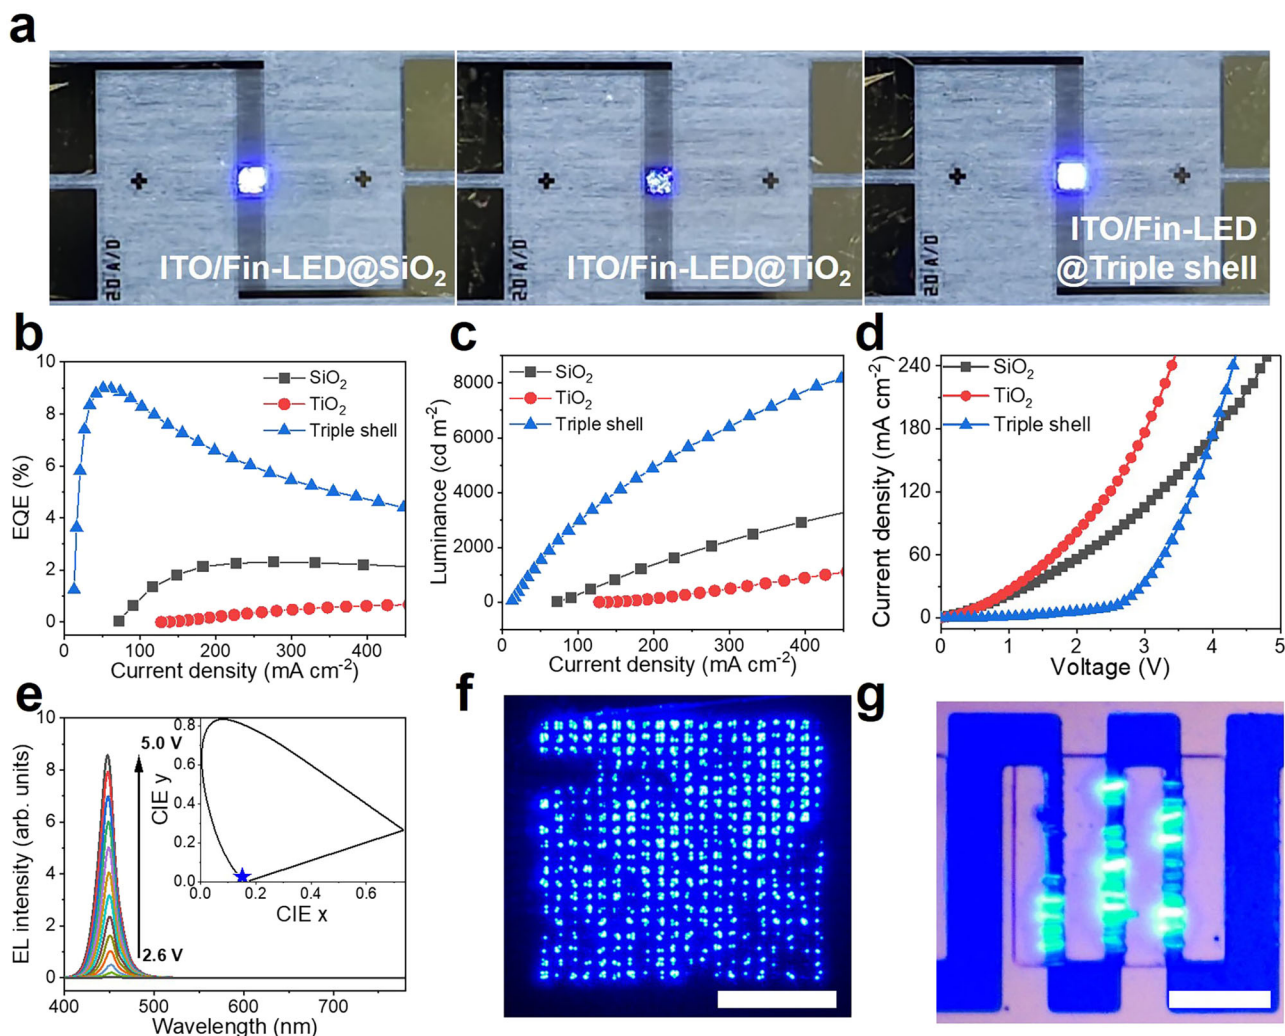 a
20 A/D
ITO/Fin-LED@SiO₂
20 A/D
ITO/Fin-LED@TiO₂
20 A/D
ITO/Fin-LED
@Triple shell
b
10
8
6
4
2
0
EQE (%)
SiO₂
TiO₂
Triple shell
0 100 200 300 400
Current density (mA cm⁻²)
c
8000
6000
4000
2000
0
Luminance (cd m⁻²)
SiO₂
TiO₂
Triple shell
0 100 200 300 400
Current density (mA cm⁻²)
d
240
180
120
60
0
Current density (mA cm⁻²)
SiO₂
TiO₂
Triple shell
0 1 2 3 4 5
Voltage (V)
e
10
8
6
4
2
0
EL intensity (arb. units)
5.0 V
2.6 V
0.8
0.6
0.4
0.2
0.0
CIE y
0.0 0.2 0.4 0.6
CIE x
400 500 600 700
Wavelength (nm)
f
g